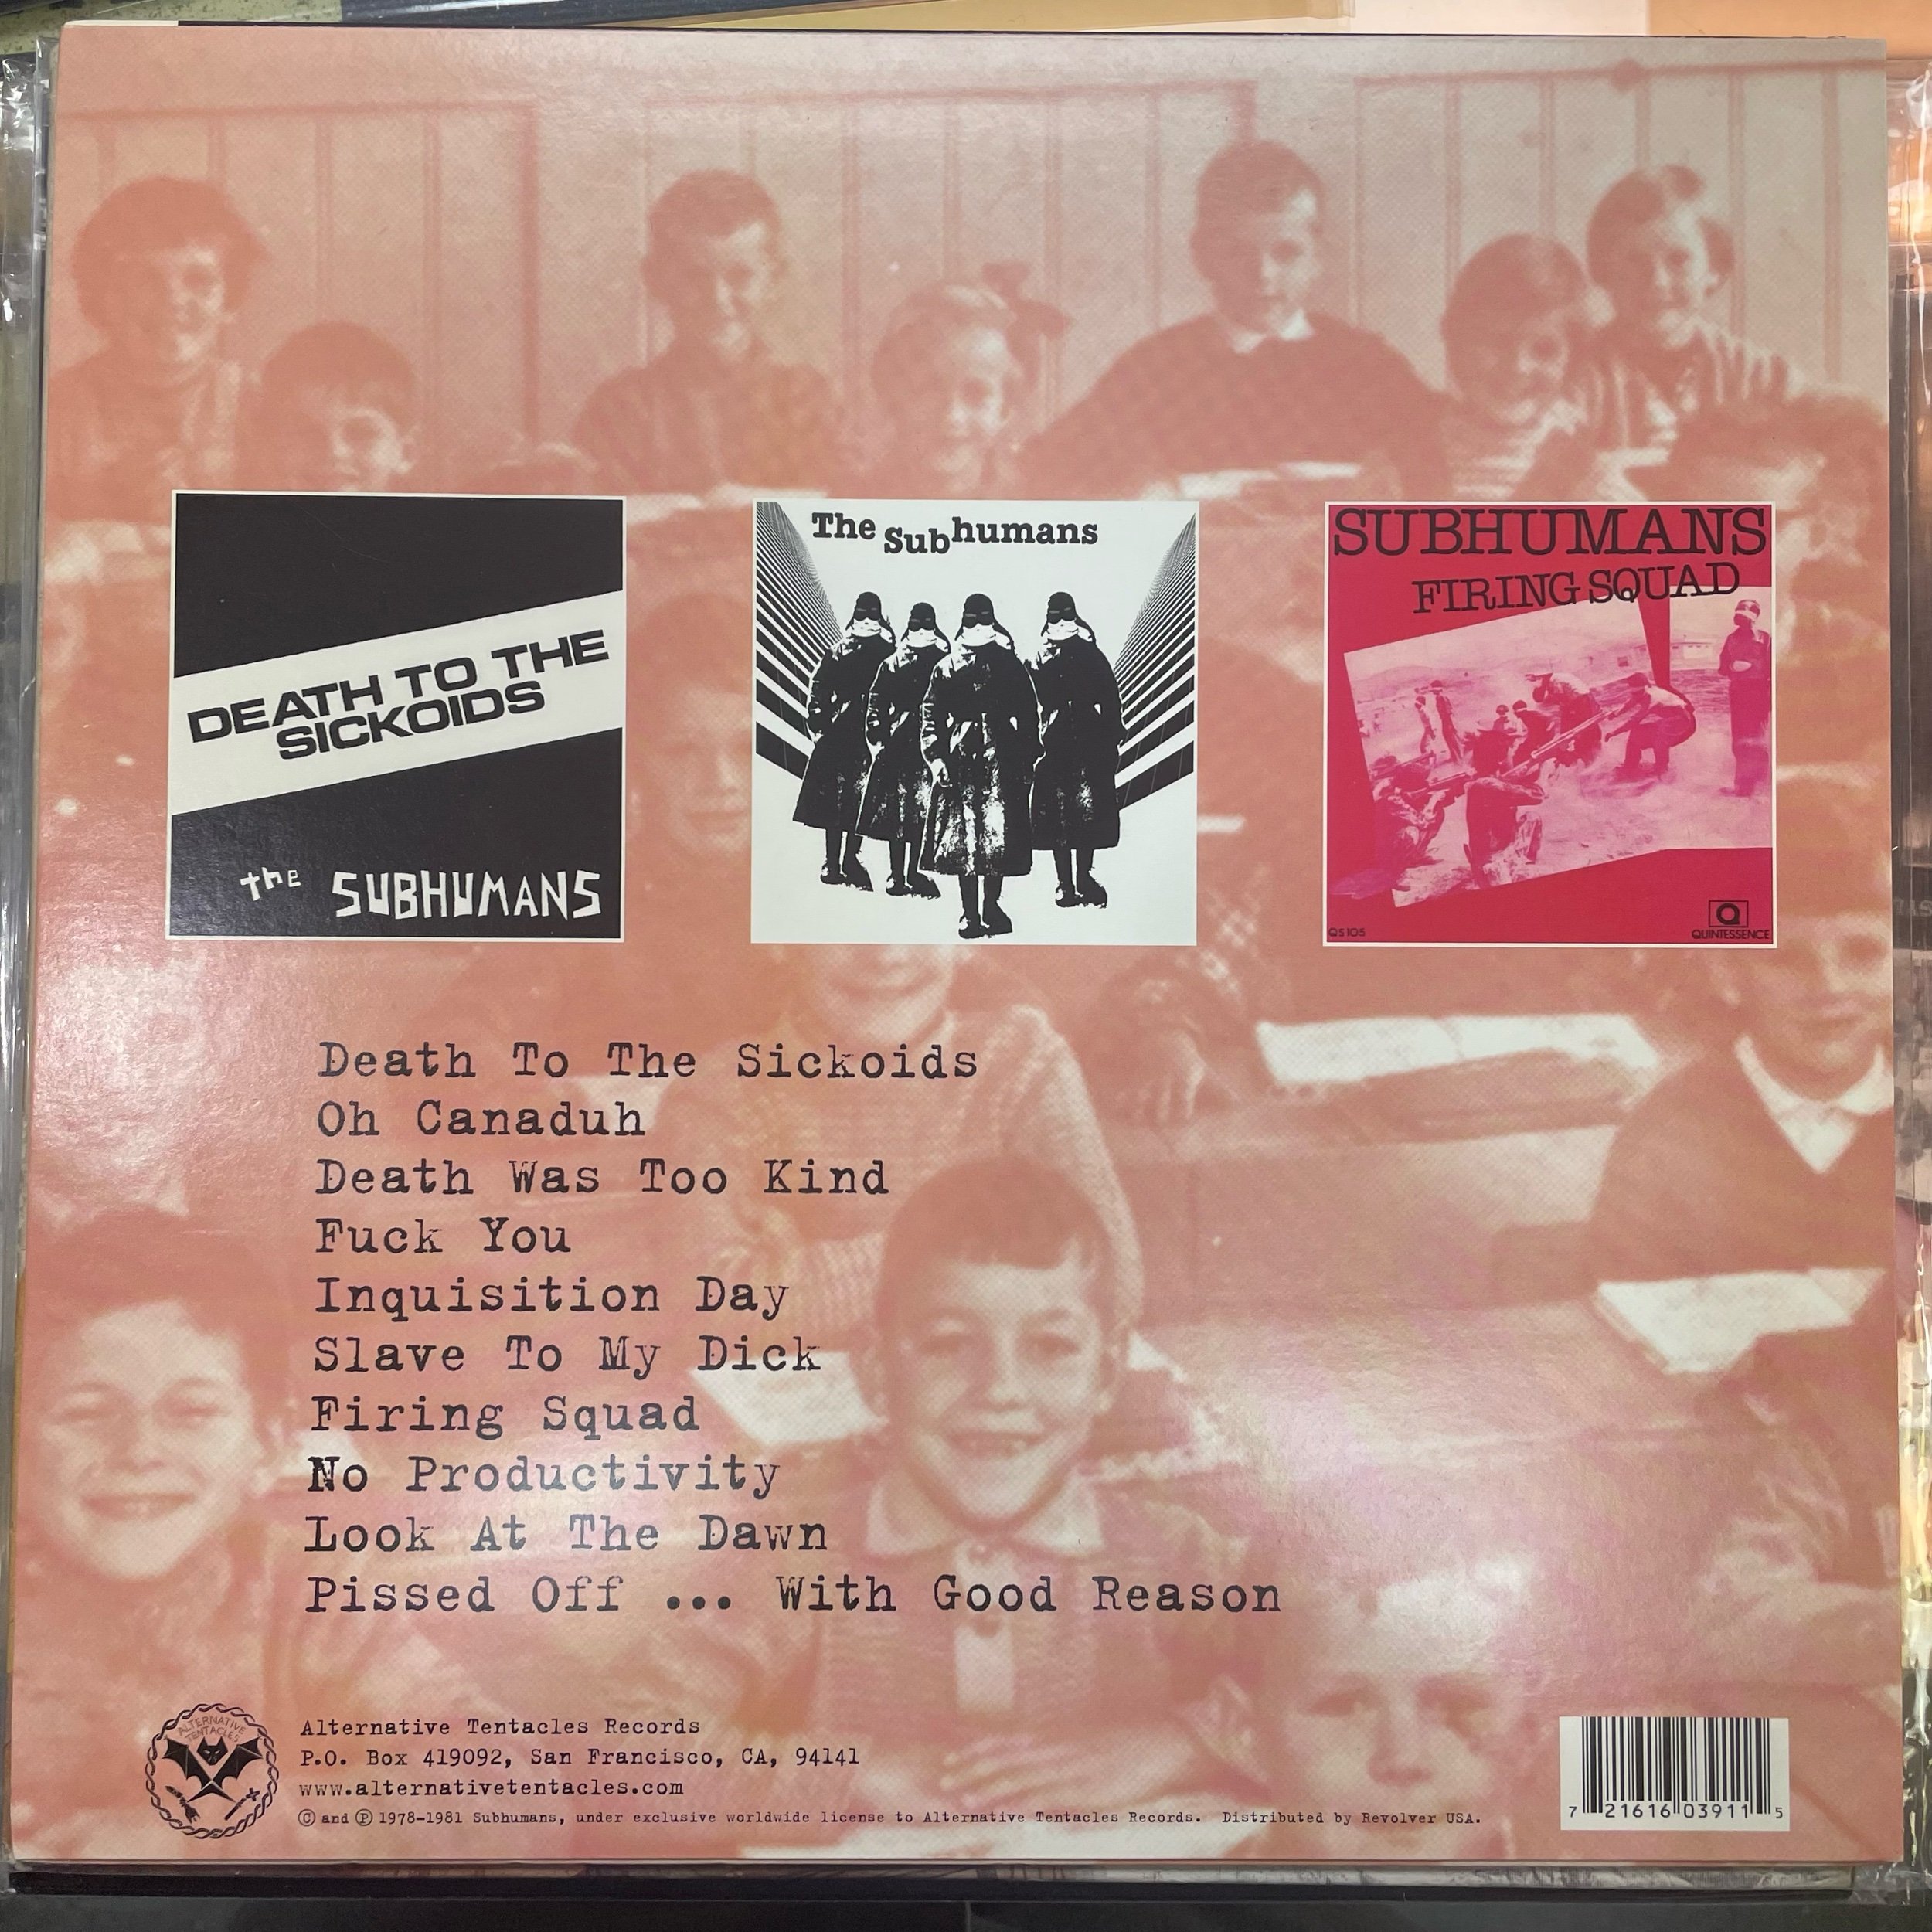 DEATH TO THE
SICKOIDS
the SUBHUMANS
The Subhumans
SUBHUMANS
FIRING SQUAD
QS105
Q
QUINTESSENCE
Death To The Sickoids
Oh Canaduh
Death Was Too Kind
Fuck You
Inquisition Day
Slave To My Dick
Firing Squad
No Productivity
Look At The Dawn
Pissed Off ... With Good Reason
ALTERNATIVE
TENTACLES
Alternative Tentacles Records
P.O. Box 419092, San Francisco, CA, 94141
www.alternativetentacles.com
© and ℗ 1978-1981 Subhumans, under exclusive worldwide license to Alternative Tentacles Records. Distributed by Revolver USA.
7 21616 03911 5